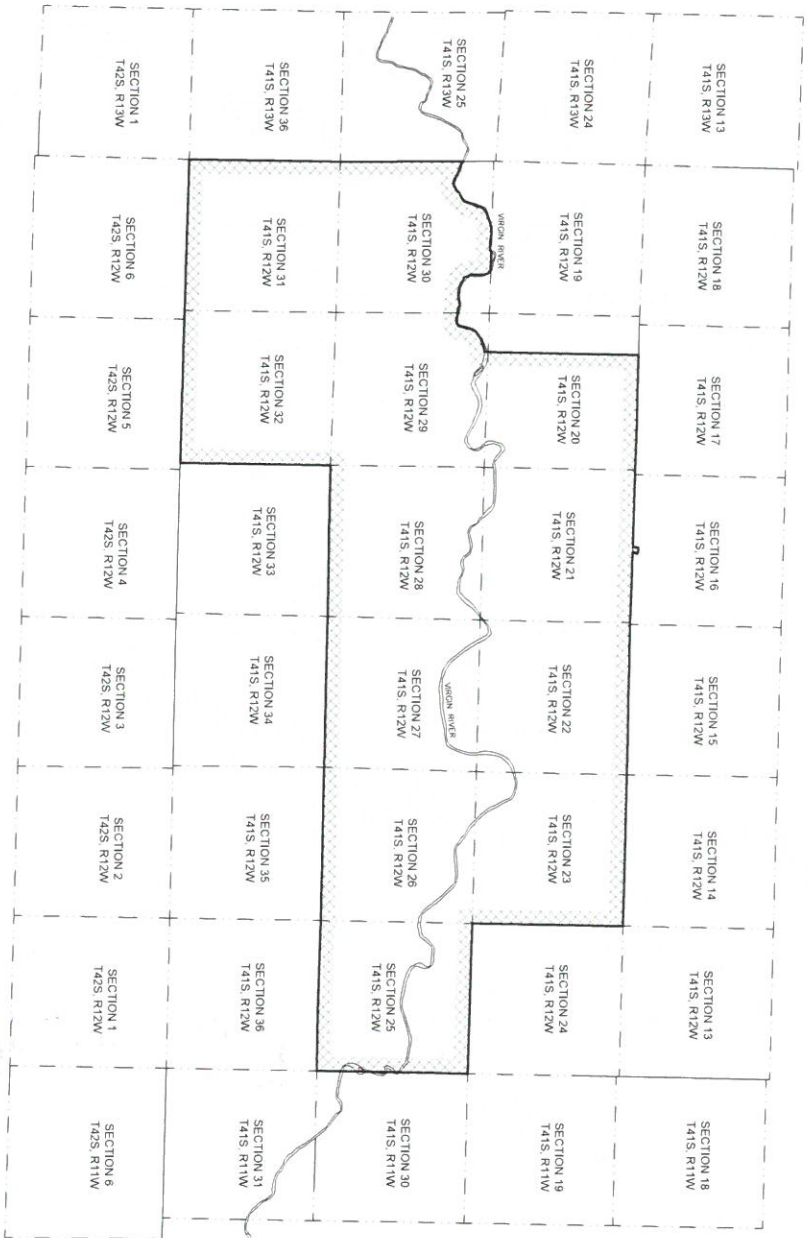 SECTION 13
T41S, R13W
SECTION 18
T41S, R12W
SECTION 17
T41S, R12W
SECTION 16
T41S, R12W
SECTION 15
T41S, R12W
SECTION 14
T41S, R12W
SECTION 13
T41S, R12W
SECTION 18
T41S, R11W
SECTION 24
T41S, R13W
SECTION 19
T41S, R12W
SECTION 20
T41S, R12W
SECTION 21
T41S, R12W
SECTION 22
T41S, R12W
SECTION 23
T41S, R12W
SECTION 24
T41S, R12W
SECTION 19
T41S, R11W
VIRGIN RIVER
SECTION 25
T41S, R13W
SECTION 30
T41S, R12W
SECTION 29
T41S, R12W
SECTION 28
T41S, R12W
VIRGIN RIVER
SECTION 27
T41S, R12W
SECTION 26
T41S, R12W
SECTION 25
T41S, R12W
SECTION 30
T41S, R11W
SECTION 36
T41S, R13W
SECTION 31
T41S, R12W
SECTION 32
T41S, R12W
SECTION 33
T41S, R12W
SECTION 34
T41S, R12W
SECTION 35
T41S, R12W
SECTION 36
T41S, R12W
SECTION 31
T41S, R11W
SECTION 1
T42S, R13W
SECTION 6
T42S, R12W
SECTION 5
T42S, R12W
SECTION 4
T42S, R12W
SECTION 3
T42S, R12W
SECTION 2
T42S, R12W
SECTION 1
T42S, R12W
SECTION 6
T42S, R11W